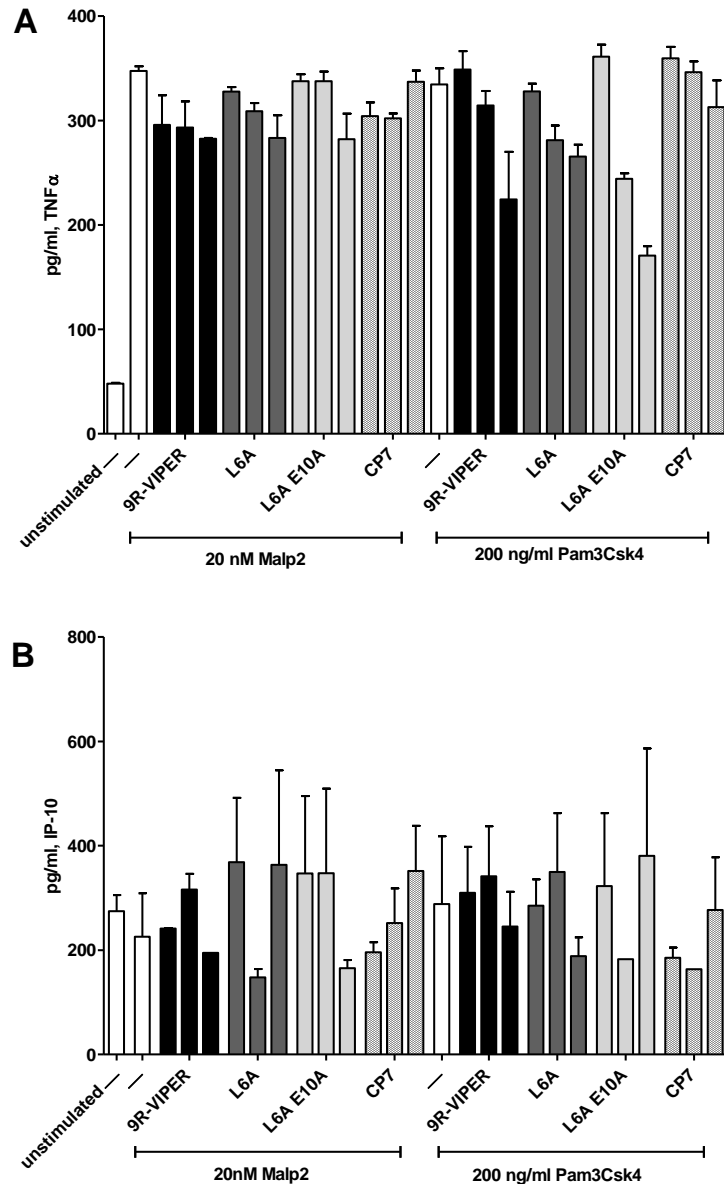 A
400
300
200
100
0
pg/ml, TNFα
unstimulated —
—
9R-VIPER
L6A
L6A E10A
CP7
—
9R-VIPER
L6A
L6A E10A
CP7
20 nM Malp2
200 ng/ml Pam3Csk4
B
800
600
400
200
0
pg/ml, IP-10
unstimulated —
—
9R-VIPER
L6A
L6A E10A
CP7
—
9R-VIPER
L6A
L6A E10A
CP7
20nM Malp2
200 ng/ml Pam3Csk4